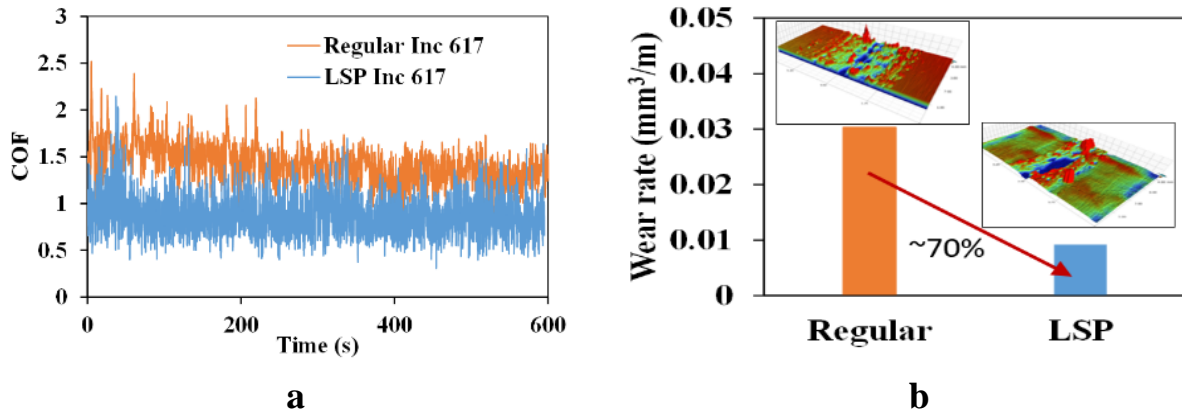 3
2.5
2
1.5
1
0.5
0
COF
Regular Inc 617
LSP Inc 617
0 200 400 600
Time (s)
a
0.05
0.04
0.03
0.02
0.01
0
Wear rate (mm³/m)
~70%
Regular LSP
b